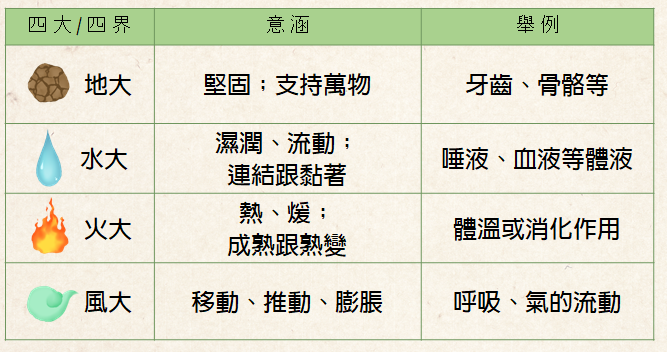 四大/四界 意涵 舉例
地大 堅固；支持萬物 牙齒、骨骼等
水大 濕潤、流動； 唾液、血液等體液
連結跟黏著
火大 熱、煖； 體溫或消化作用
成熟跟熟變
風大 移動、推動、膨脹 呼吸、氣的流動